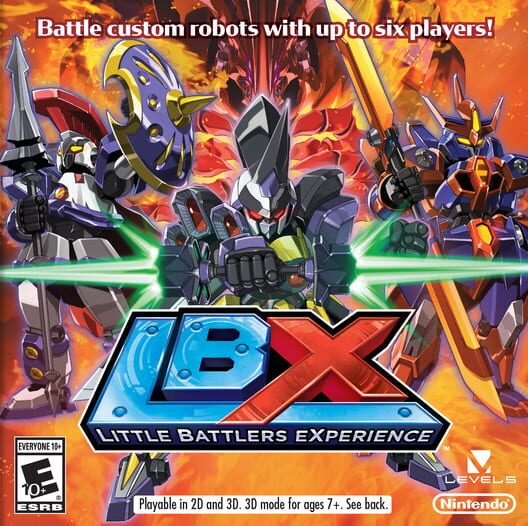 Battle custom robots with up to six players!
LBX
LITTLE BATTLERS EXPERIENCE
TM
EVERYONE 10+
E
10+
®
ESRB
Playable in 2D and 3D. 3D mode for ages 7+. See back.
LEVEL5
Nintendo®